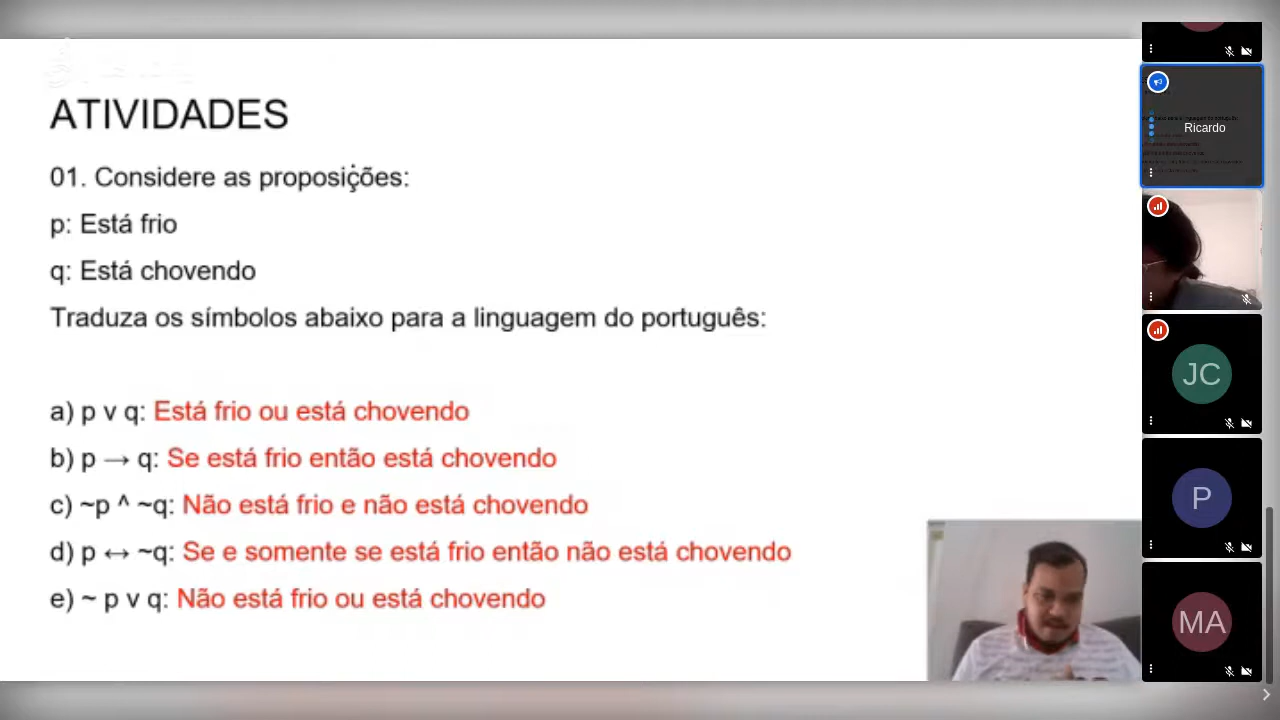 ATIVIDADES
01. Considere as proposições:
p: Está frio
q: Está chovendo
Traduza os símbolos abaixo para a linguagem do português:
a) p v q: Está frio ou está chovendo
b) p → q: Se está frio então está chovendo
c) ~p ^ ~q: Não está frio e não está chovendo
d) p ↔ ~q: Se e somente se está frio então não está chovendo
e) ~ p v q: Não está frio ou está chovendo
Ricardo
JC
P
MA